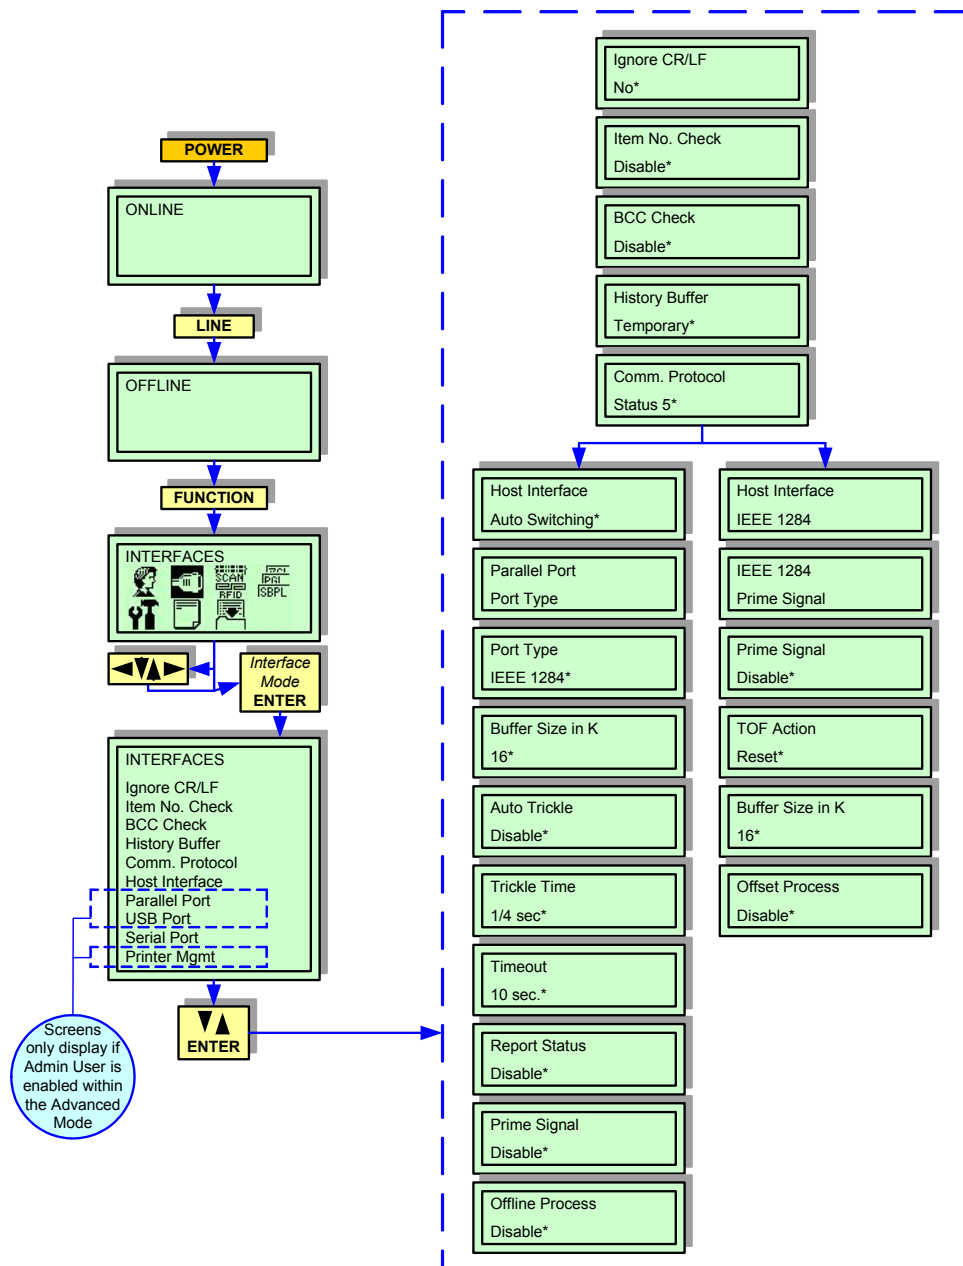 POWER
ONLINE
LINE
OFFLINE
FUNCTION
INTERFACES
SCAN
RFID
PGL
SBPL
Interface
Mode
ENTER
INTERFACES
Ignore CR/LF
Item No. Check
BCC Check
History Buffer
Comm. Protocol
Host Interface
Parallel Port
USB Port
Serial Port
Printer Mgmt
ENTER
Screens
only display if
Admin User is
enabled within
the Advanced
Mode
Ignore CR/LF
No*
Item No. Check
Disable*
BCC Check
Disable*
History Buffer
Temporary*
Comm. Protocol
Status 5*
Host Interface
Auto Switching*
Parallel Port
Port Type
Port Type
IEEE 1284*
Buffer Size in K
16*
Auto Trickle
Disable*
Trickle Time
1/4 sec*
Timeout
10 sec.*
Report Status
Disable*
Prime Signal
Disable*
Offline Process
Disable*
Host Interface
IEEE 1284
IEEE 1284
Prime Signal
Prime Signal
Disable*
TOF Action
Reset*
Buffer Size in K
16*
Offset Process
Disable*